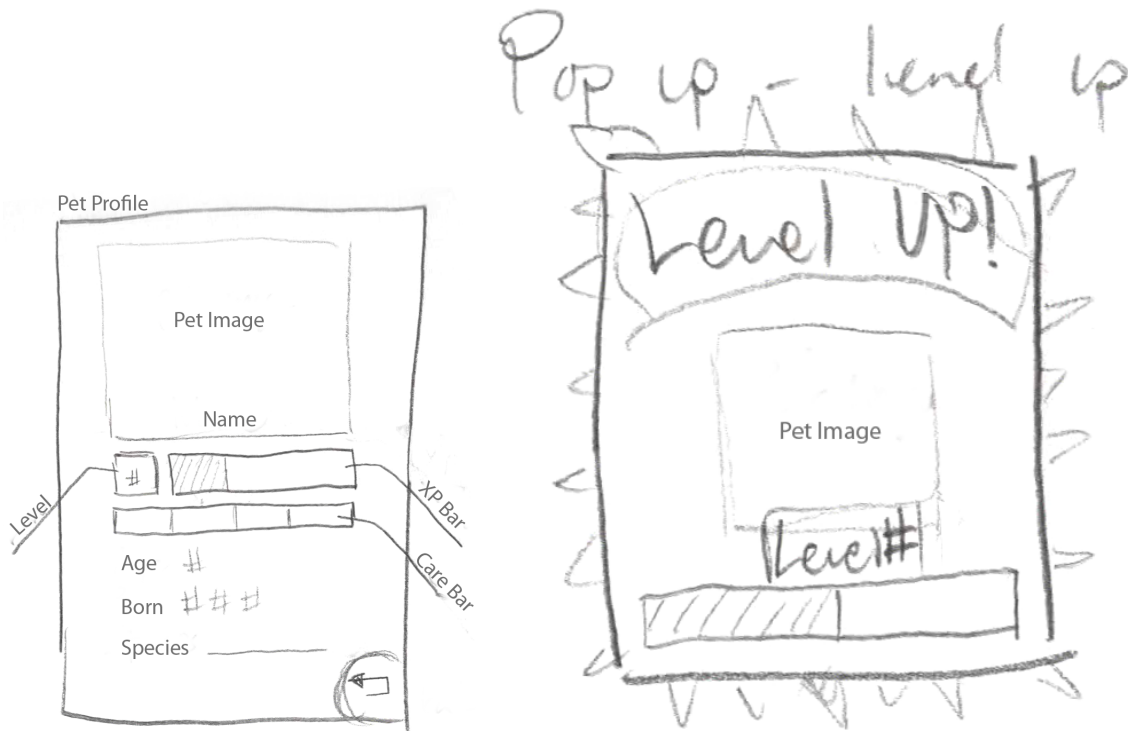 Pop up - Level up
Level UP!
Pet Image
Level #
Pet Profile
Pet Image
Name
#
Level
XP Bar
Care Bar
Age #
Born # # #
Species